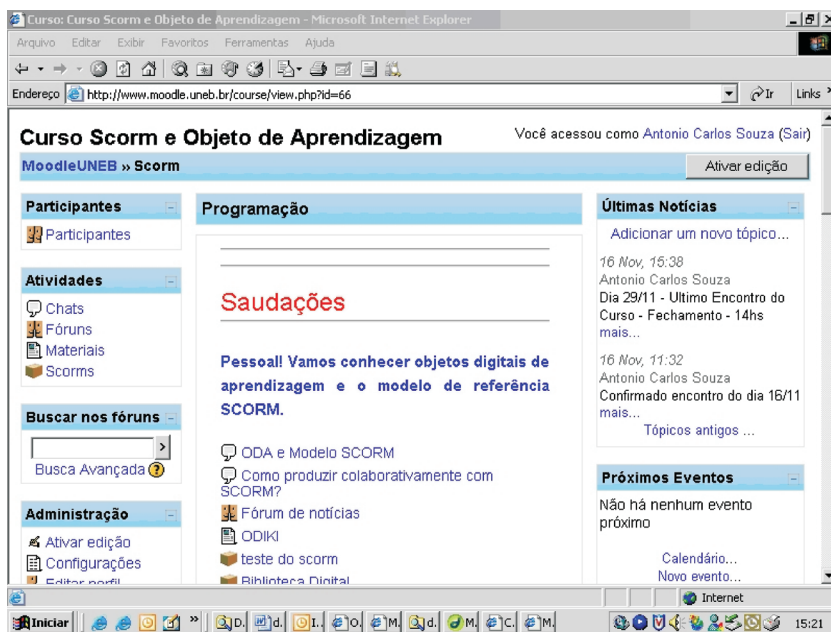 Curso: Curso Scorm e Objeto de Aprendizagem - Microsoft Internet Explorer
Arquivo Editar Exibir Favoritos Ferramentas Ajuda
Endereço http://www.moodle.uneb.br/course/view.php?id=66 Ir Links
Curso Scorm e Objeto de Aprendizagem
Você acessou como Antonio Carlos Souza (Sair)
MoodleUNEB » Scorm
Ativar edição
Participantes
Participantes
Atividades
Chats
Fóruns
Materiais
Scorms
Buscar nos fóruns
Busca Avançada ?
Administração
Ativar edição
Configurações
Editar perfil
Programação
Saudações
Pessoal! Vamos conhecer objetos digitais de
aprendizagem e o modelo de referência
SCORM.
ODA e Modelo SCORM
Como produzir colaborativamente com
SCORM?
Fórum de notícias
ODIKI
teste do scorm
Biblioteca Digital
Últimas Notícias
Adicionar um novo tópico...
16 Nov, 15:38
Antonio Carlos Souza
Dia 29/11 - Ultimo Encontro do
Curso - Fechamento - 14hs
mais...
16 Nov, 11:32
Antonio Carlos Souza
Confirmado encontro do dia 16/11
mais...
Tópicos antigos ...
Próximos Eventos
Não há nenhum evento
próximo
Calendário...
Novo evento...
Internet
Iniciar » D. d. I.. O. M. d. M. C. M. 15:21